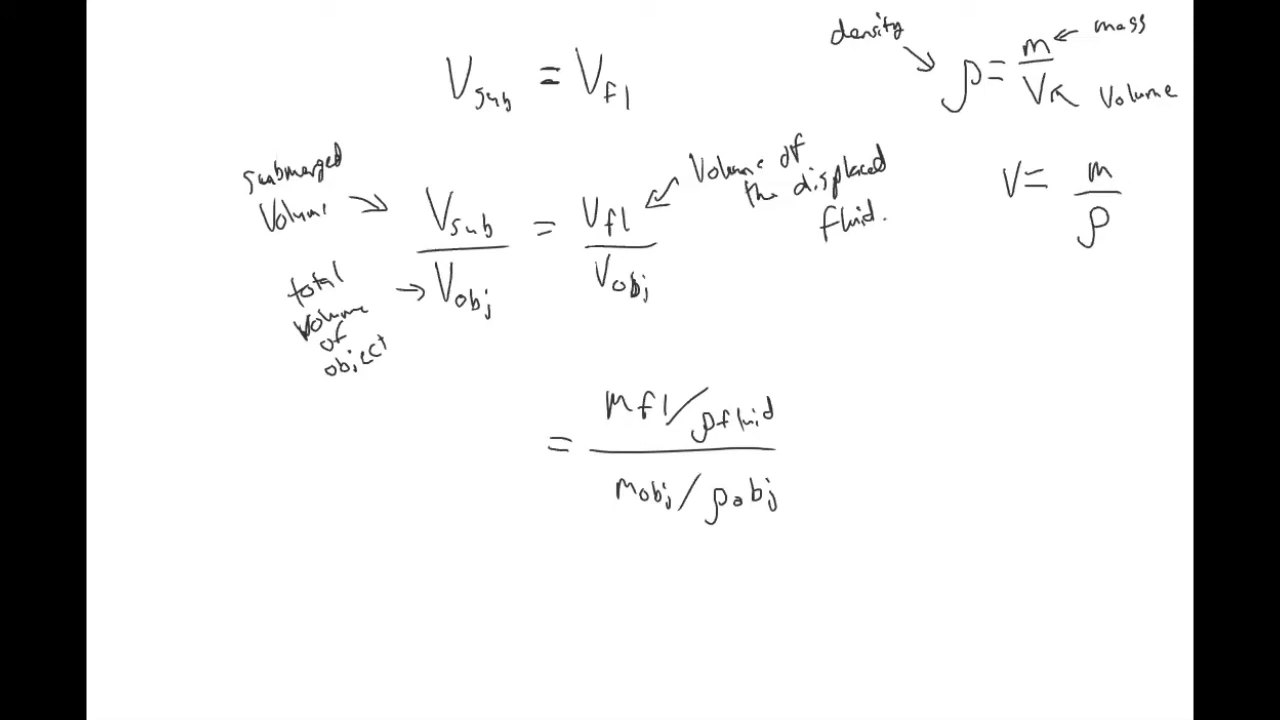 density
ρ = m/V
mass
Volume
V_sub = V_fl
V = m/ρ
submerged
Volume
V_sub/V_obj = V_fl/V_obj
Volume of
the displaced
fluid.
total
volume
of
object
= (m_fl/ρ_fluid)/(m_obj/ρ_obj)